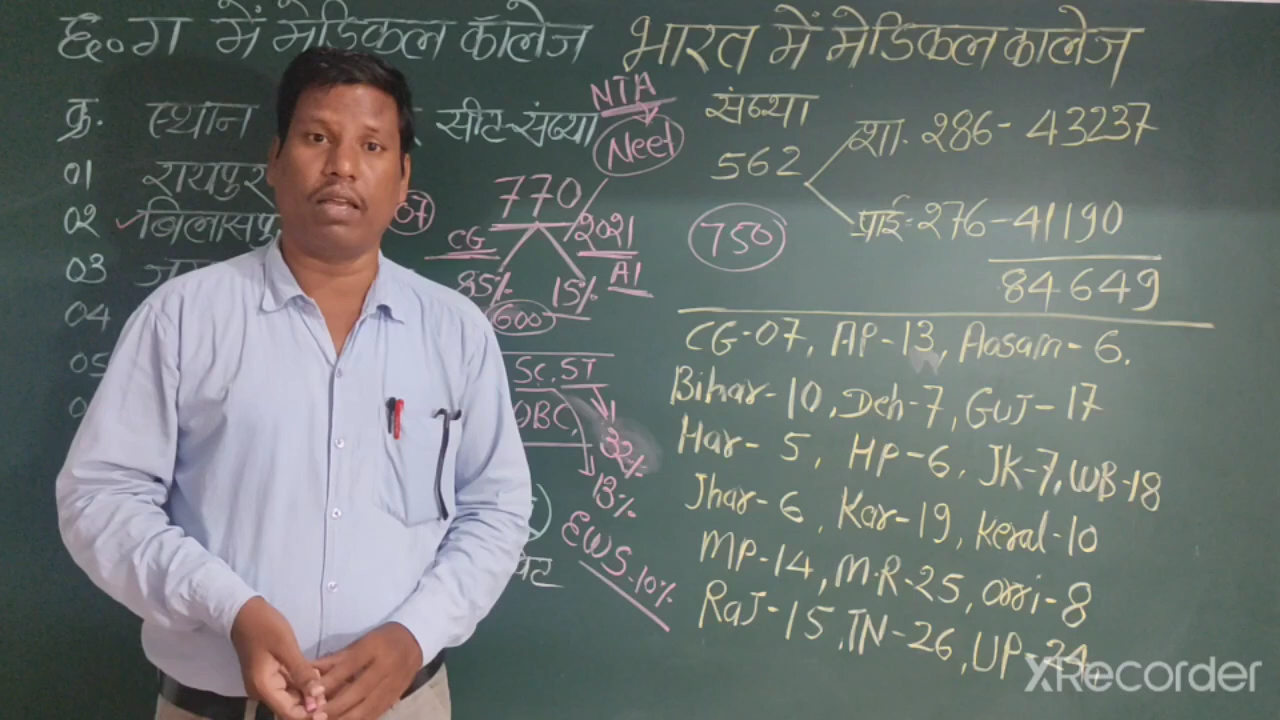 छ०ग में मेडिकल कॉलेज
क्र. स्थान सीट-संख्या
01 रायपुर
02 बिलासपु
03
04
05
07
770
CG
85%
600
2021
15%
AI
NTA
Neet
SC, ST
OBC,
32%
13%
EWS-10%
भारत में मेडिकल कालेज
संख्या
562
शा. 286 - 43237
प्राई. 276 - 41190
84649
750
CG-07, AP-13, Aasam-6.
Bihar-10, Deh-7, GUJ-17
Har-5, HP-6, JK-7, WB-18
Jhar-6, Kar-19, Keral-10
MP-14, M.R-25, Orri-8
RaJ-15, TN-26, UP-24,
XRecorder